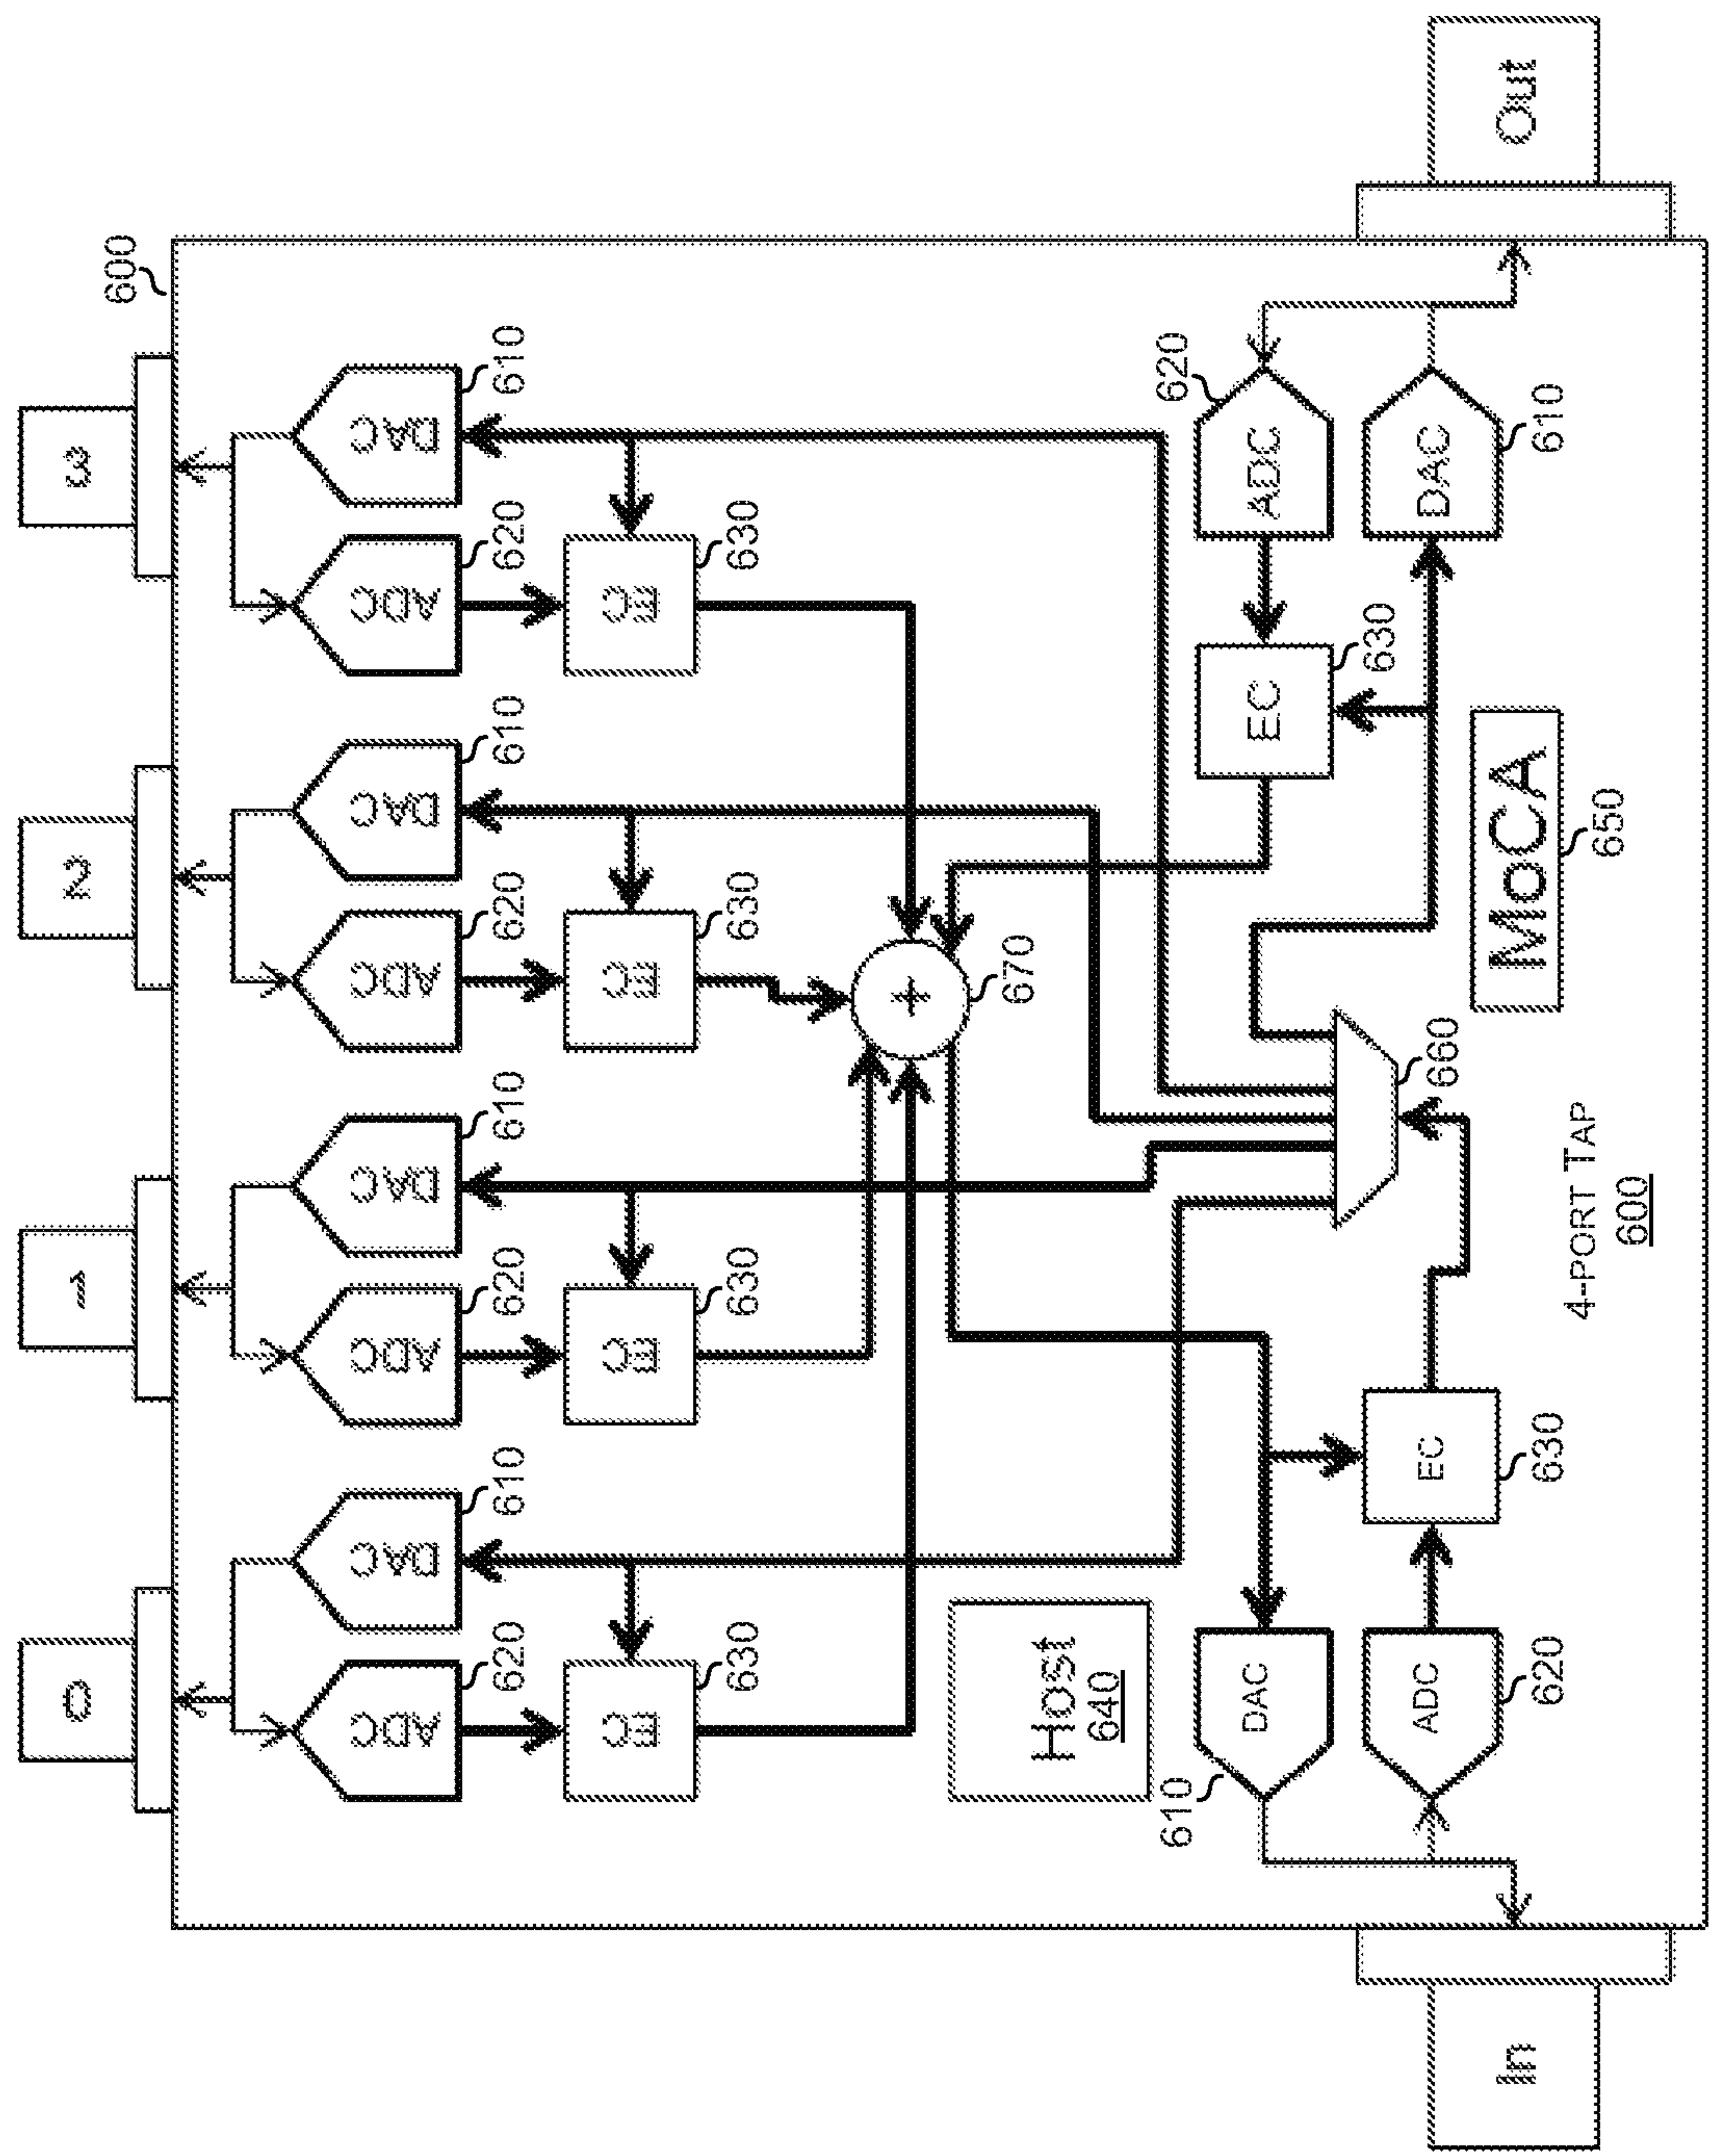 0
1
2
3
600
ADC
DAC
ADC
DAC
ADC
DAC
ADC
DAC
620
610
620
610
620
610
620
610
EC
EC
EC
EC
630
630
630
630
+
670
Host
640
610
DAC
EC
ADC
620
630
ADC
EC
DAC
620
630
660
610
MoCA
650
4-PORT TAP
600
In
Out